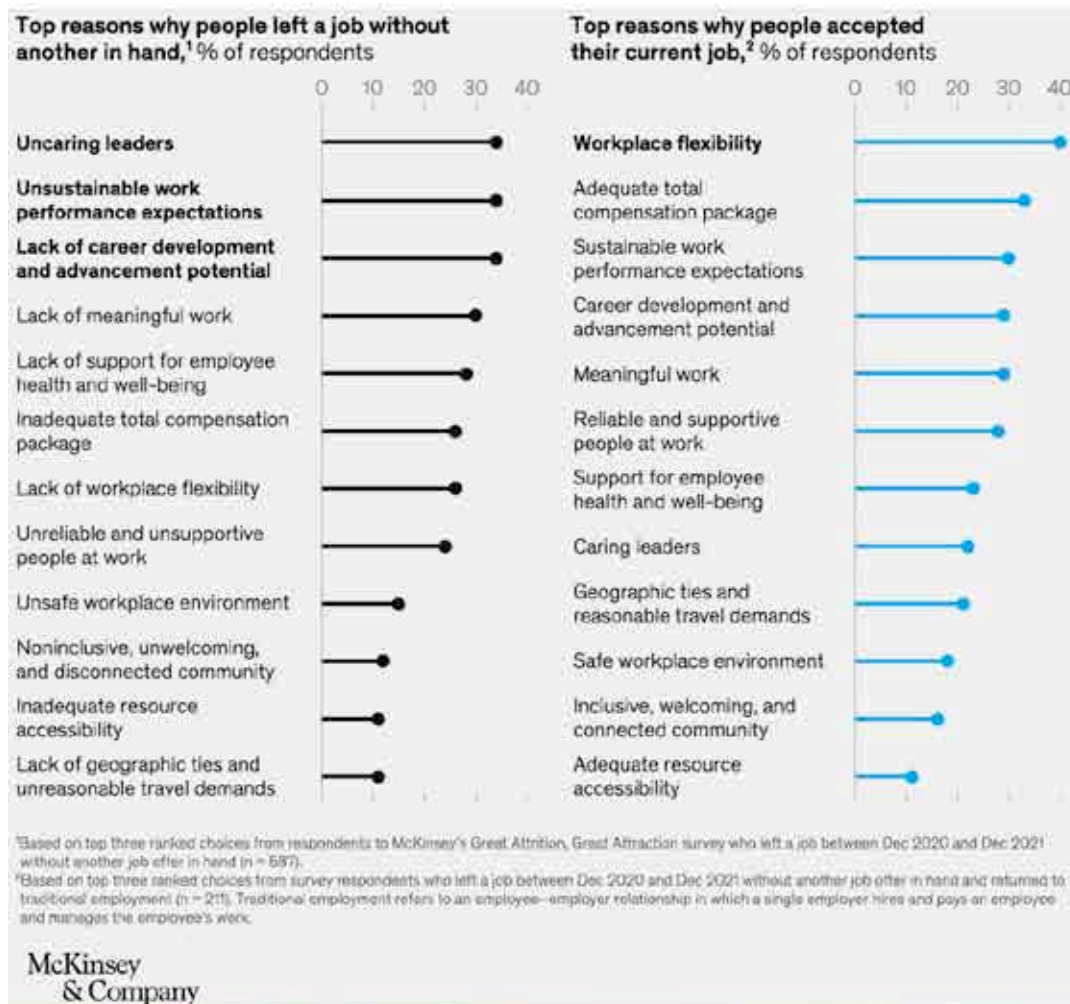 Top reasons why people left a job without
another in hand,¹ % of respondents
0 10 20 30 40
Uncaring leaders
Unsustainable work
performance expectations
Lack of career development
and advancement potential
Lack of meaningful work
Lack of support for employee
health and well-being
Inadequate total compensation
package
Lack of workplace flexibility
Unreliable and unsupportive
people at work
Unsafe workplace environment
Noninclusive, unwelcoming,
and disconnected community
Inadequate resource
accessibility
Lack of geographic ties and
unreasonable travel demands
Top reasons why people accepted
their current job,² % of respondents
0 10 20 30 40
Workplace flexibility
Adequate total
compensation package
Sustainable work
performance expectations
Career development and
advancement potential
Meaningful work
Reliable and supportive
people at work
Support for employee
health and well-being
Caring leaders
Geographic ties and
reasonable travel demands
Safe workplace environment
Inclusive, welcoming, and
connected community
Adequate resource
accessibility
¹Based on top three ranked choices from respondents to McKinsey's Great Attrition, Great Attraction survey who left a job between Dec 2020 and Dec 2021
without another job offer in hand (n = 587).
²Based on top three ranked choices from survey respondents who left a job between Dec 2020 and Dec 2021 without another job offer in hand and returned to
traditional employment (n = 211). Traditional employment refers to an employee–employer relationship in which a single employer hires and pays an employee
and manages the employee's work.
McKinsey
& Company